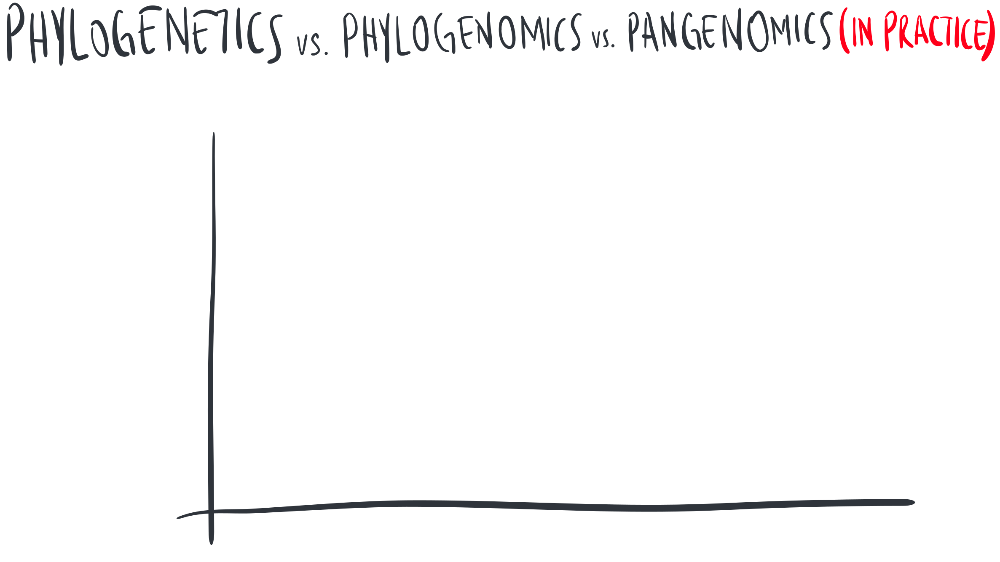 PHYLOGENETICS vs. PHYLOGENOMICS vs. PANGENOMICS (IN PRACTICE)